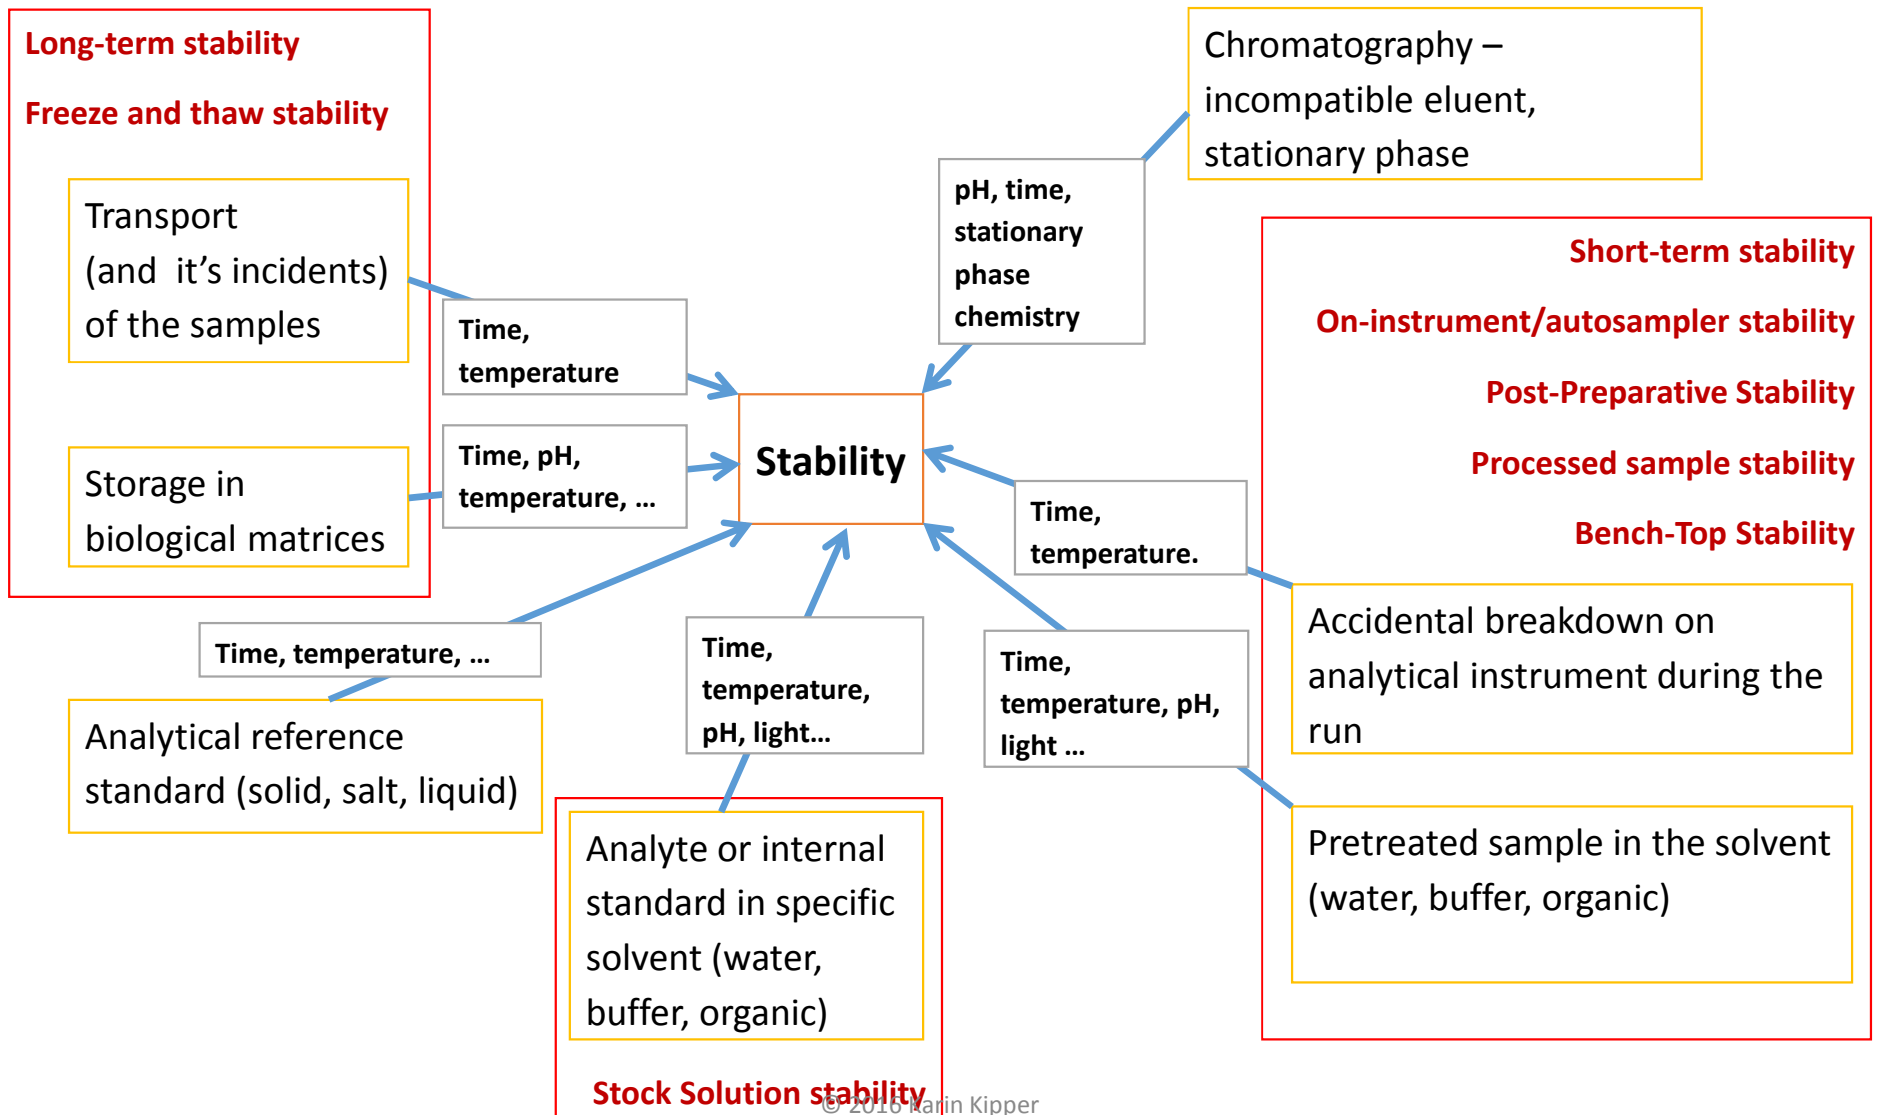 Long-term stability
Freeze and thaw stability
Transport
(and it's incidents)
of the samples
Time,
temperature
Storage in
biological matrices
Time, pH,
temperature, …
Chromatography –
incompatible eluent,
stationary phase
pH, time,
stationary
phase
chemistry
Stability
Short-term stability
On-instrument/autosampler stability
Post-Preparative Stability
Processed sample stability
Bench-Top Stability
Time,
temperature.
Accidental breakdown on
analytical instrument during the
run
Time,
temperature, pH,
light …
Pretreated sample in the solvent
(water, buffer, organic)
Time, temperature, …
Analytical reference
standard (solid, salt, liquid)
Time,
temperature,
pH, light…
Analyte or internal
standard in specific
solvent (water,
buffer, organic)
Stock Solution stability
© 2016 Karin Kipper